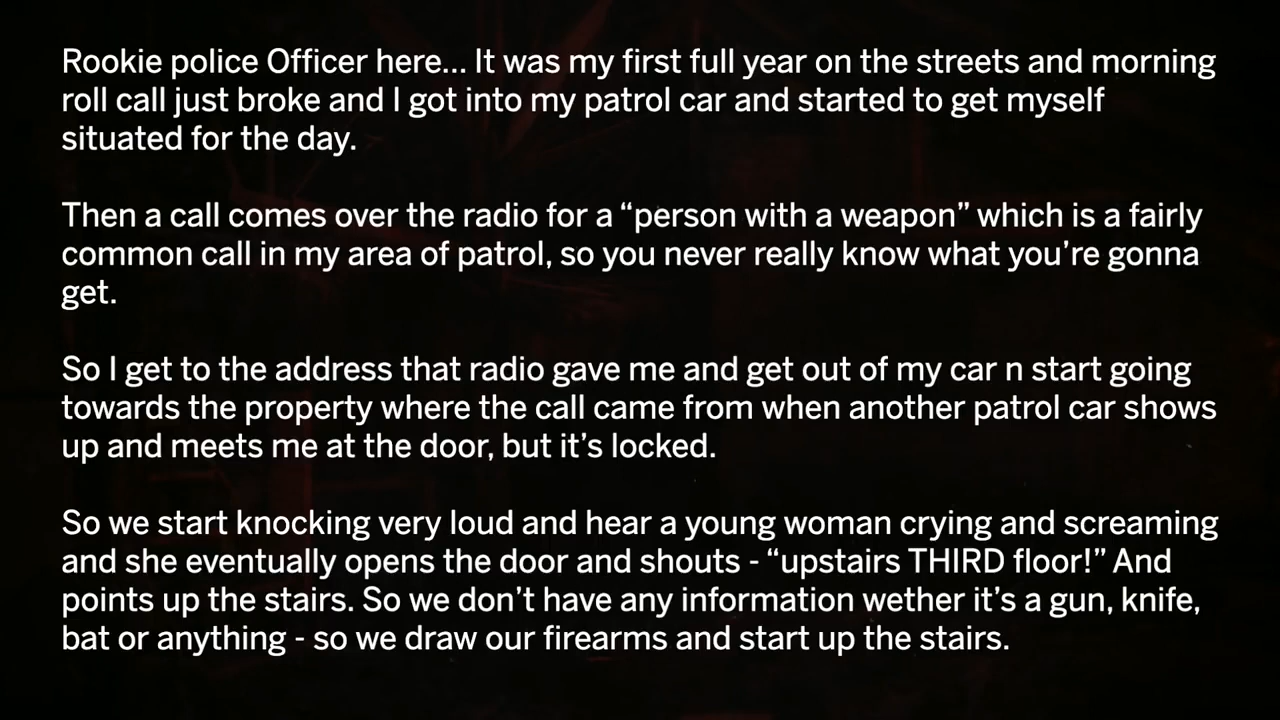 Rookie police Officer here... It was my first full year on the streets and morning
roll call just broke and I got into my patrol car and started to get myself
situated for the day.
Then a call comes over the radio for a “person with a weapon” which is a fairly
common call in my area of patrol, so you never really know what you’re gonna
get.
So I get to the address that radio gave me and get out of my car n start going
towards the property where the call came from when another patrol car shows
up and meets me at the door, but it’s locked.
So we start knocking very loud and hear a young woman crying and screaming
and she eventually opens the door and shouts - “upstairs THIRD floor!” And
points up the stairs. So we don’t have any information wether it’s a gun, knife,
bat or anything - so we draw our firearms and start up the stairs.